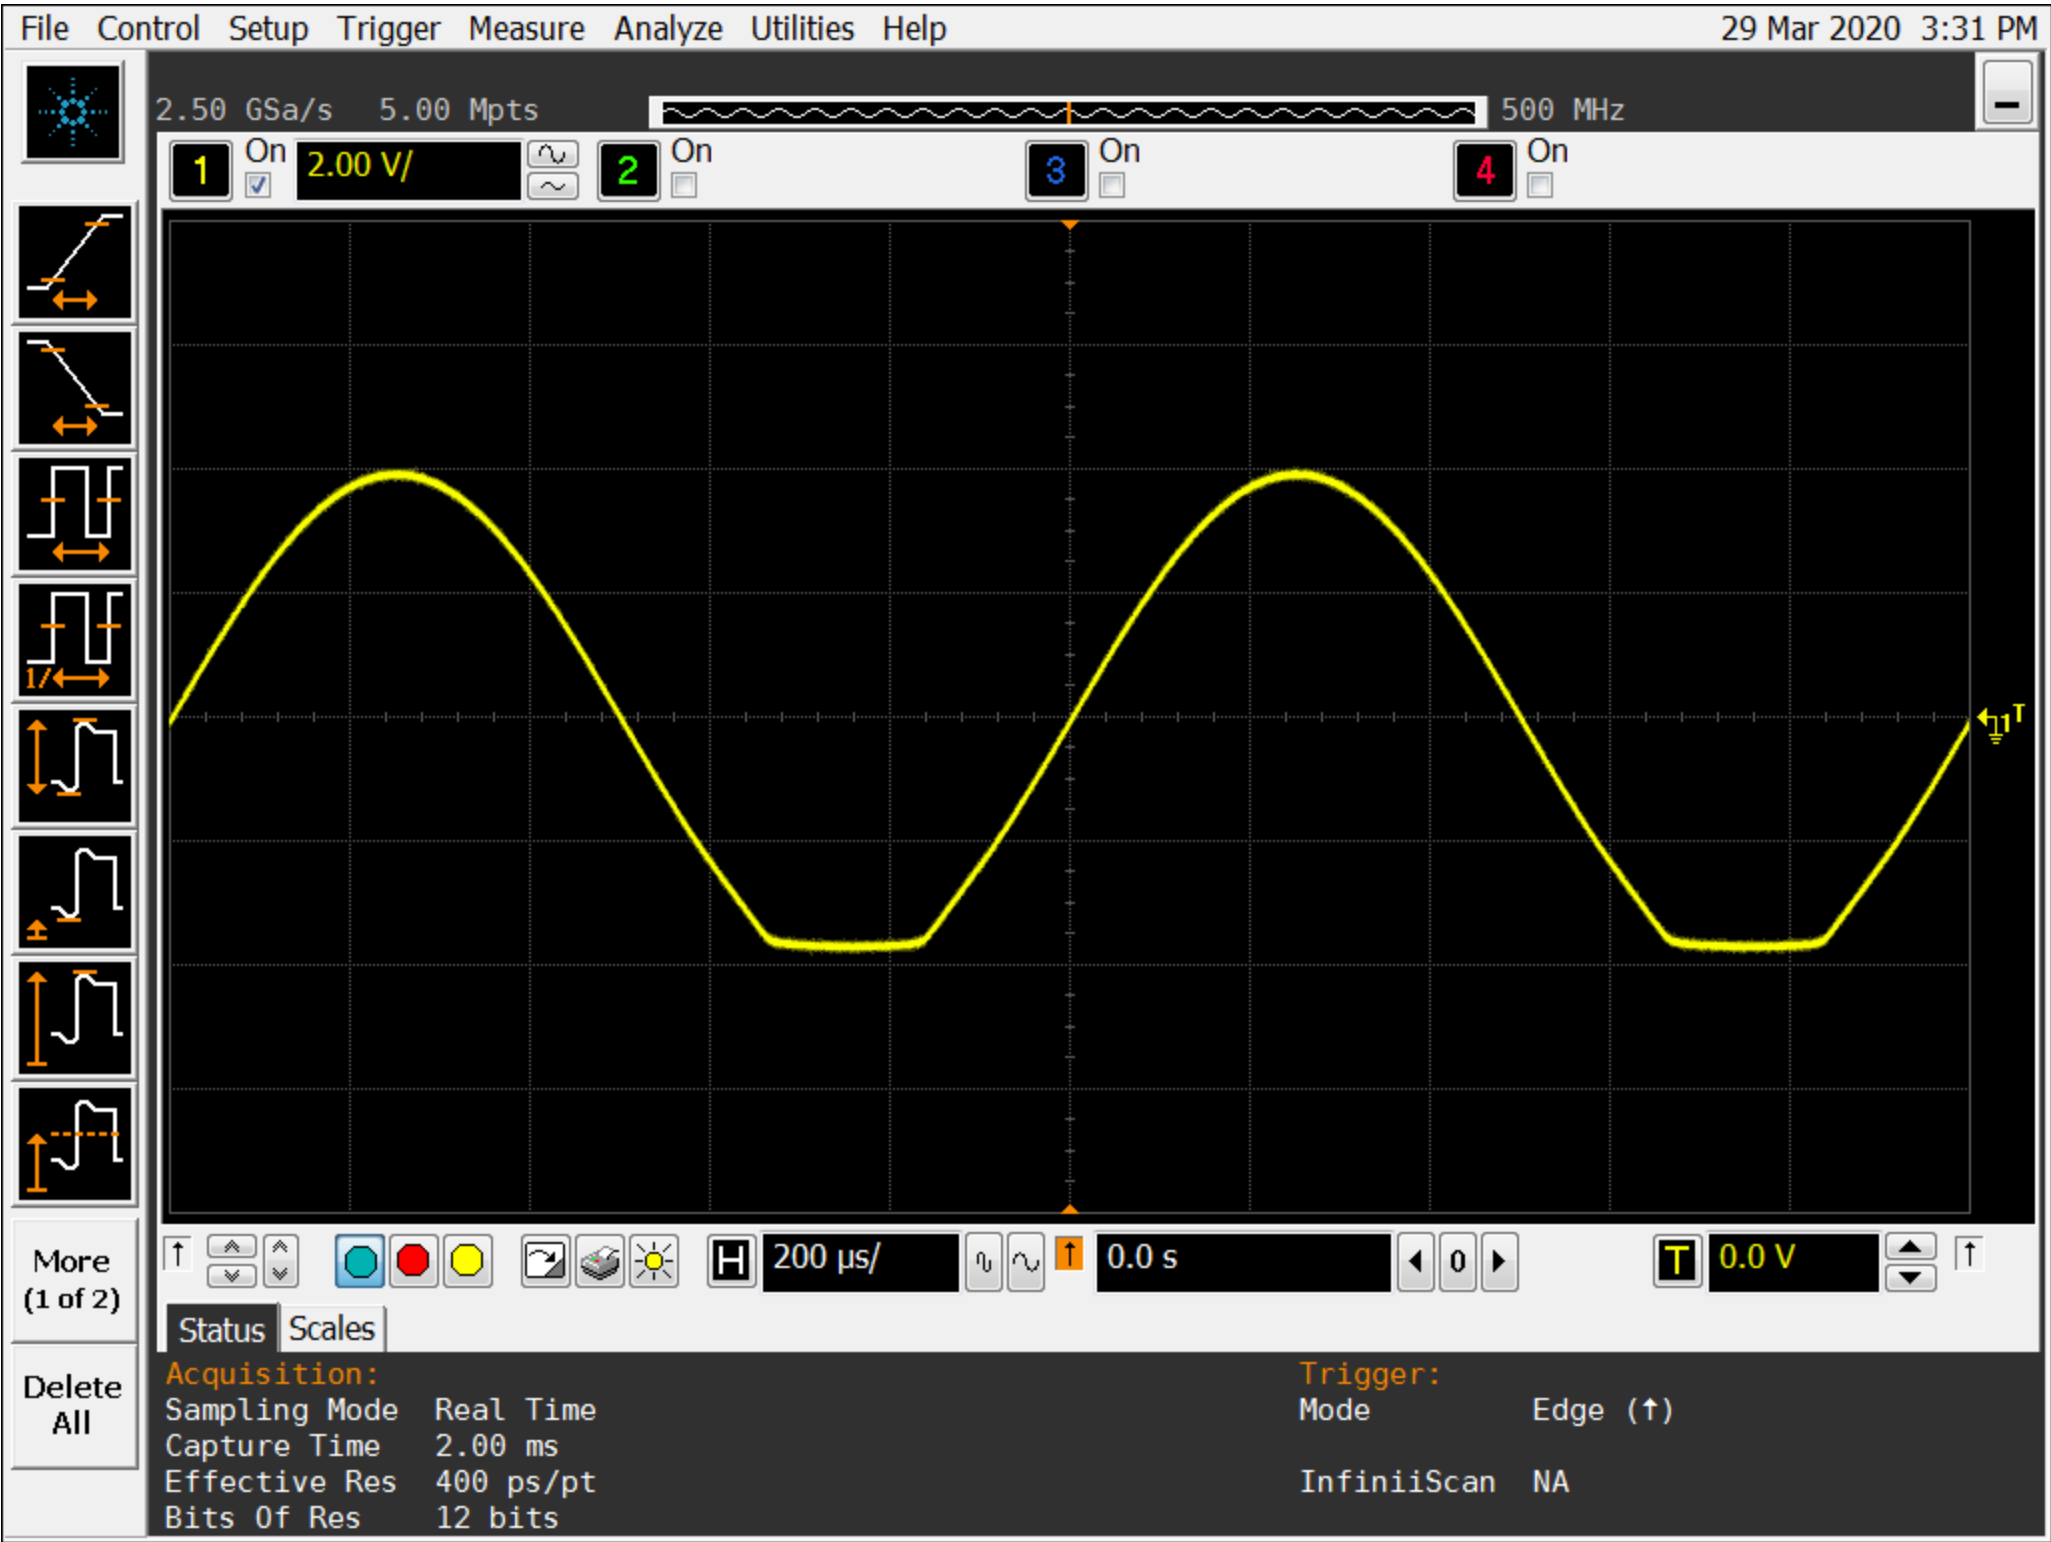 File Control Setup Trigger Measure Analyze Utilities Help 29 Mar 2020 3:31 PM
2.50 GSa/s 5.00 Mpts 500 MHz
1 On 2.00 V/ 2 On 3 On 4 On
1/
1 T
More
(1 of 2)
Delete
All
H 200 µs/ 0.0 s 0 T 0.0 V
Status Scales
Acquisition: Trigger:
Sampling Mode Real Time Mode Edge (↑)
Capture Time 2.00 ms
Effective Res 400 ps/pt InfiniiScan NA
Bits Of Res 12 bits